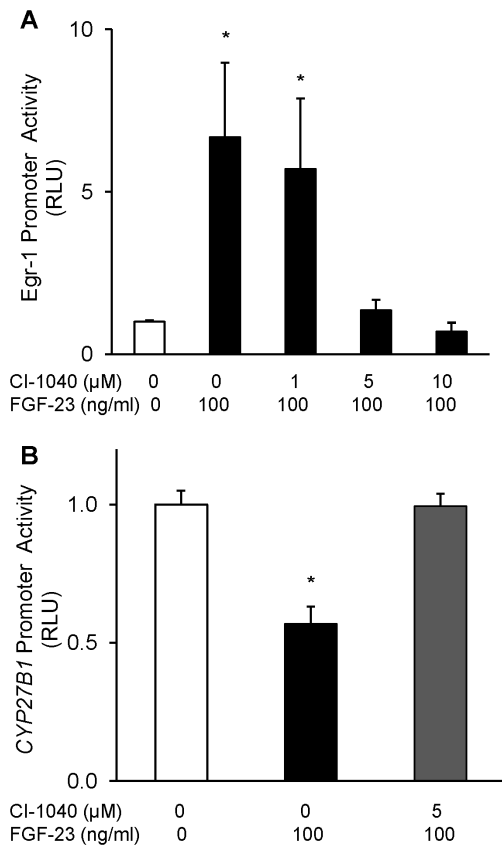 A
10
5
0
Egr-1 Promoter Activity
(RLU)
*
*
CI-1040 (μM) 0 0 1 5 10
FGF-23 (ng/ml) 0 100 100 100 100
B
1.0
0.5
0.0
CYP27B1 Promoter Activity
(RLU)
*
CI-1040 (μM) 0 0 5
FGF-23 (ng/ml) 0 100 100